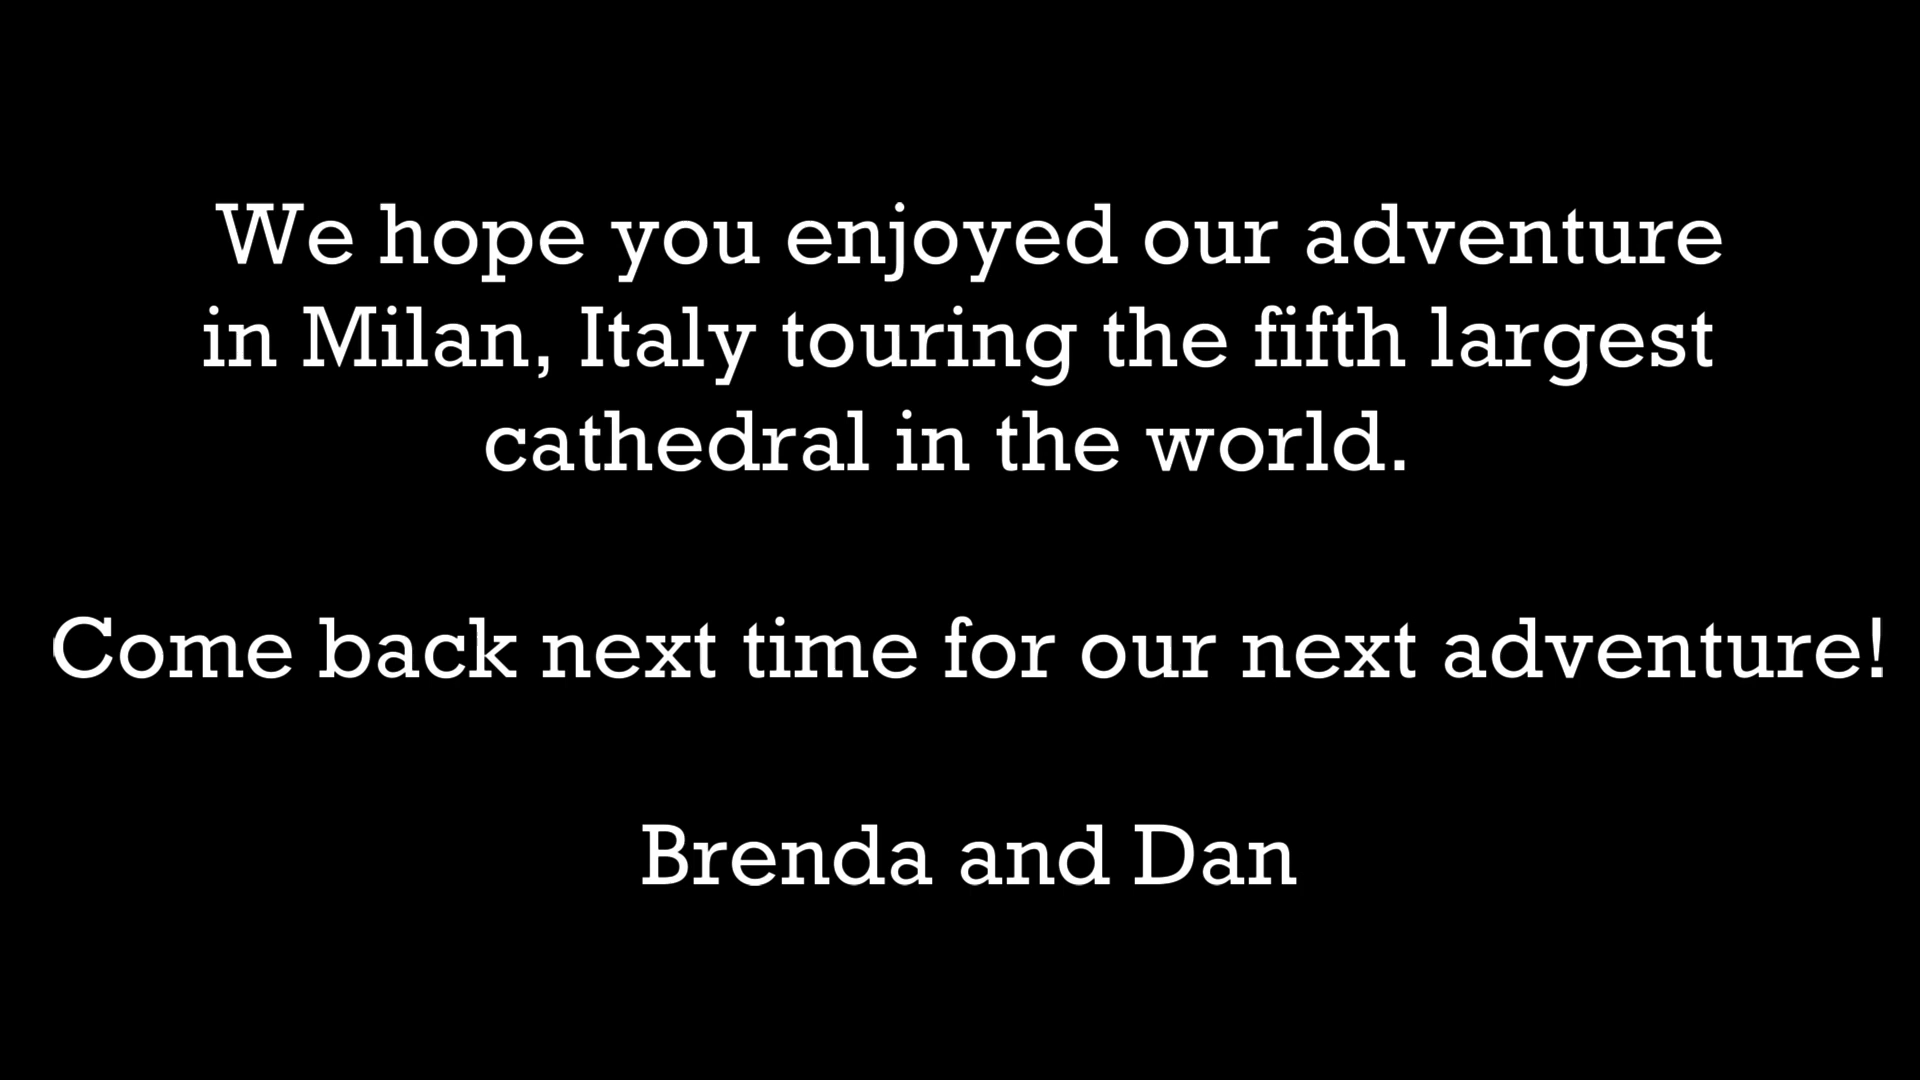 We hope you enjoyed our adventure
in Milan, Italy touring the fifth largest
cathedral in the world.
Come back next time for our next adventure!
Brenda and Dan